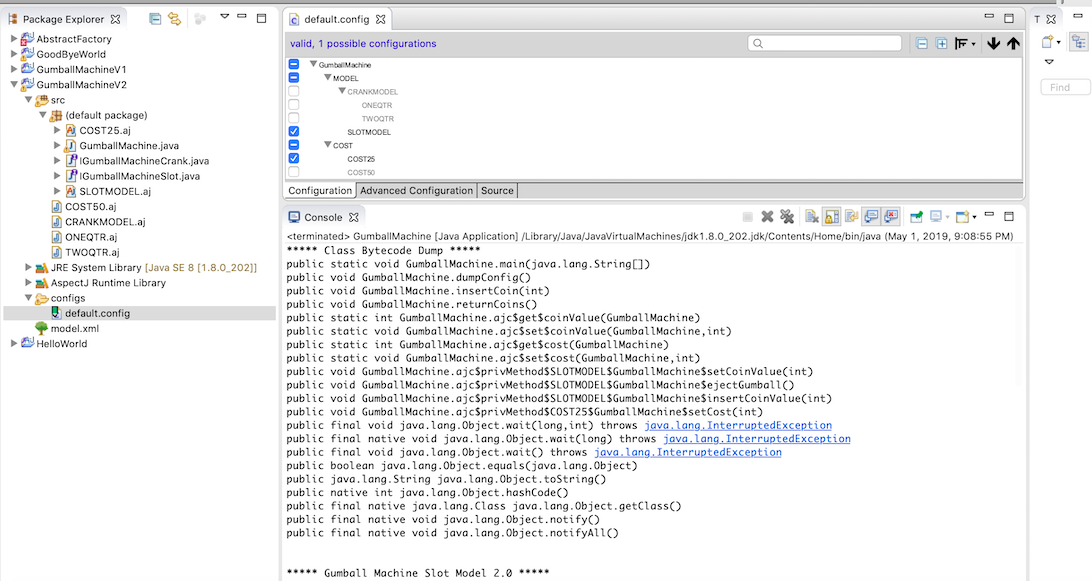 Package Explorer
AbstractFactory
GoodByeWorld
GumballMachineV1
GumballMachineV2
src
(default package)
COST25.aj
GumballMachine.java
IGumballMachineCrank.java
IGumballMachineSlot.java
SLOTMODEL.aj
COST50.aj
CRANKMODEL.aj
ONEQTR.aj
TWOQTR.aj
JRE System Library [Java SE 8 [1.8.0_202]]
AspectJ Runtime Library
configs
default.config
model.xml
HelloWorld
default.config
valid, 1 possible configurations
GumballMachine
MODEL
CRANKMODEL
ONEQTR
TWOQTR
SLOTMODEL
COST
COST25
COST50
Configuration Advanced Configuration Source
Console
<terminated> GumballMachine [Java Application] /Library/Java/JavaVirtualMachines/jdk1.8.0_202.jdk/Contents/Home/bin/java (May 1, 2019, 9:08:55 PM)
***** Class Bytecode Dump *****
public static void GumballMachine.main(java.lang.String[])
public void GumballMachine.dumpConfig()
public void GumballMachine.insertCoin(int)
public void GumballMachine.returnCoins()
public static int GumballMachine.ajc$get$coinValue(GumballMachine)
public static void GumballMachine.ajc$set$coinValue(GumballMachine,int)
public static int GumballMachine.ajc$get$cost(GumballMachine)
public static void GumballMachine.ajc$set$cost(GumballMachine,int)
public void GumballMachine.ajc$privMethod$SLOTMODEL$GumballMachine$setCoinValue(int)
public void GumballMachine.ajc$privMethod$SLOTMODEL$GumballMachine$ejectGumball()
public void GumballMachine.ajc$privMethod$SLOTMODEL$GumballMachine$insertCoinValue(int)
public void GumballMachine.ajc$privMethod$COST25$GumballMachine$setCost(int)
public final void java.lang.Object.wait(long,int) throws java.lang.InterruptedException
public final native void java.lang.Object.wait(long) throws java.lang.InterruptedException
public final void java.lang.Object.wait() throws java.lang.InterruptedException
public boolean java.lang.Object.equals(java.lang.Object)
public java.lang.String java.lang.Object.toString()
public native int java.lang.Object.hashCode()
public final native java.lang.Class java.lang.Object.getClass()
public final native void java.lang.Object.notify()
public final native void java.lang.Object.notifyAll()
***** Gumball Machine Slot Model 2.0 *****
T
Find